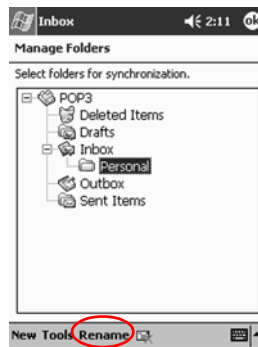 Inbox 2:11 ok
Manage Folders
Select folders for synchronization.
POP3
Deleted Items
Drafts
Inbox
Personal
Outbox
Sent Items
New Tools Rename